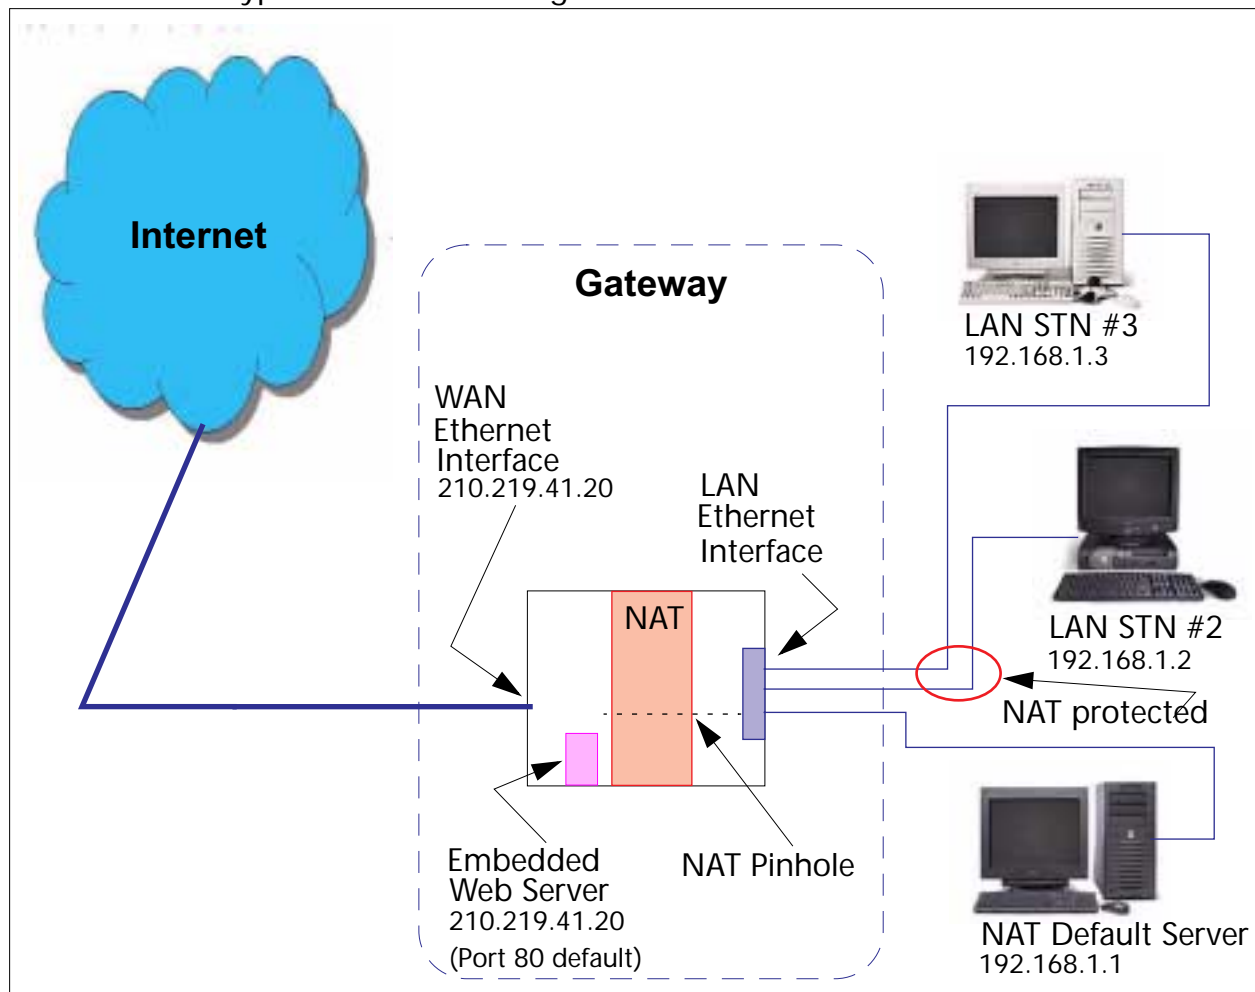 Internet
Gateway
WAN
Ethernet
Interface
210.219.41.20
LAN
Ethernet
Interface
NAT
Embedded
Web Server
210.219.41.20
(Port 80 default)
NAT Pinhole
LAN STN #3
192.168.1.3
LAN STN #2
192.168.1.2
NAT protected
NAT Default Server
192.168.1.1